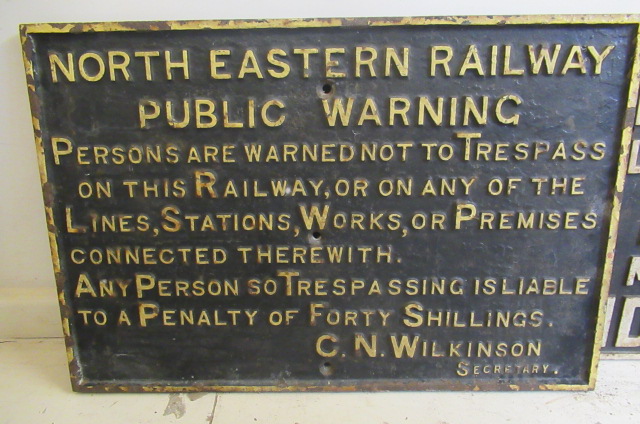 NORTH EASTERN RAILWAY
PUBLIC WARNING
PERSONS ARE WARNED NOT TO TRESPASS
ON THIS RAILWAY, OR ON ANY OF THE
LINES, STATIONS, WORKS, OR PREMISES
CONNECTED THEREWITH.
ANY PERSON SO TRESPASSING IS LIABLE
TO A PENALTY OF FORTY SHILLINGS.
C. N. WILKINSON
SECRETARY.